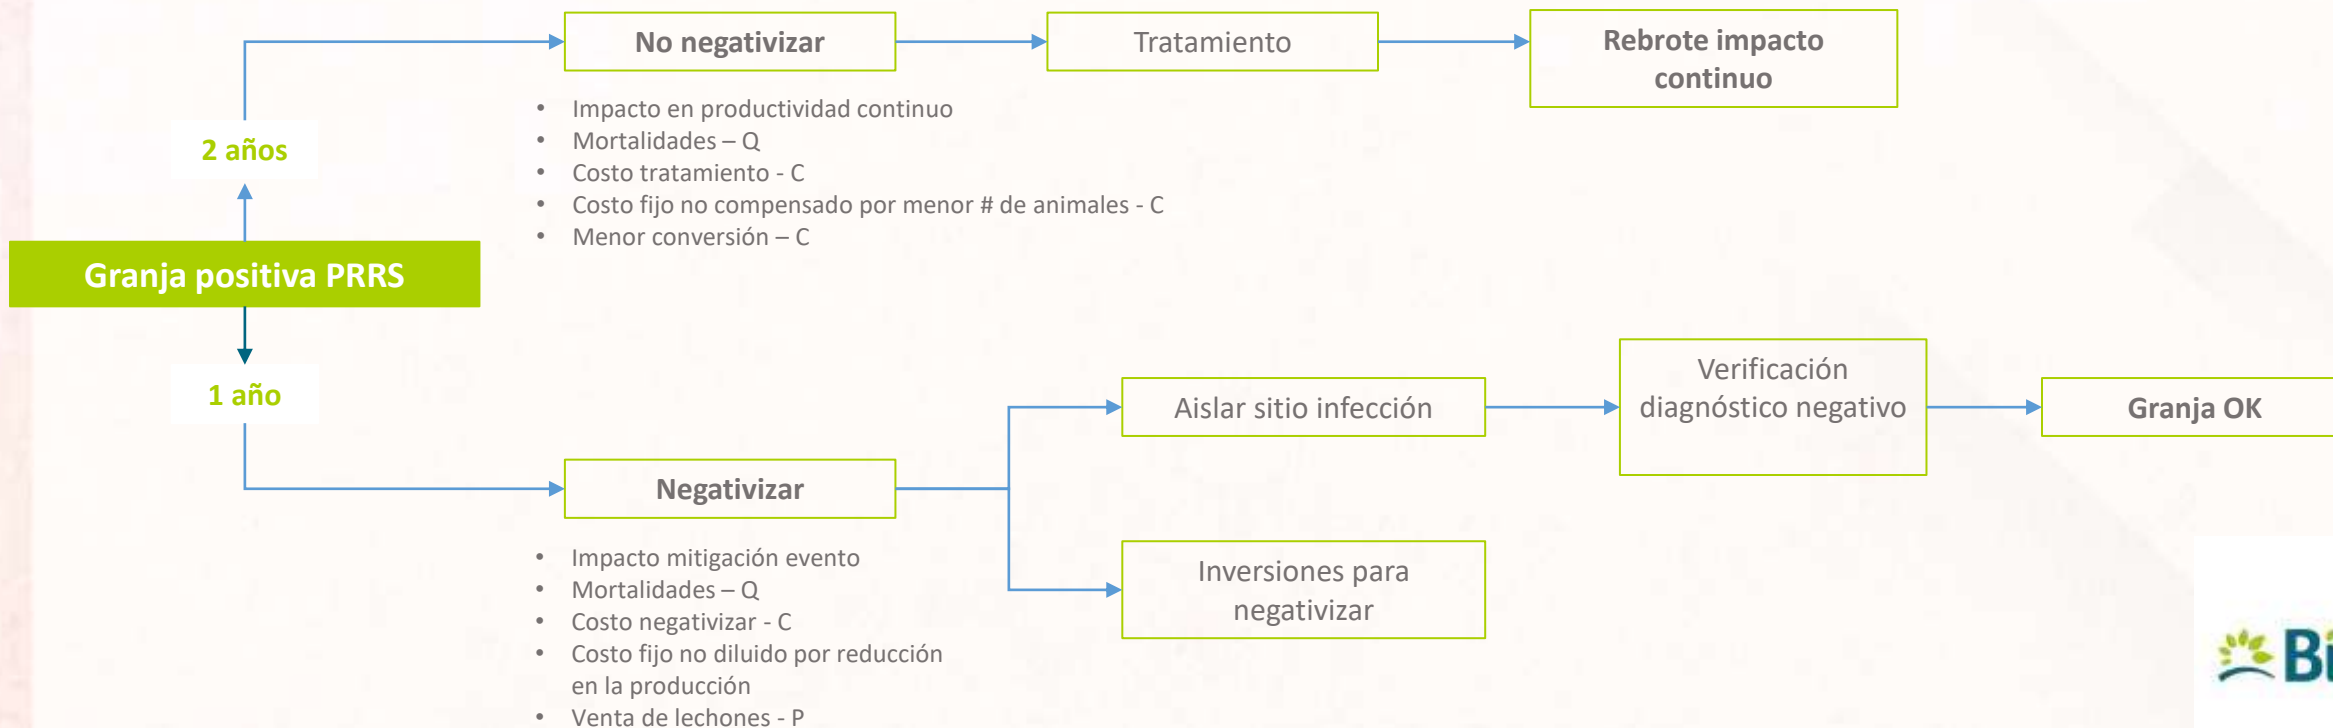 No negativizar
Tratamiento
Rebrote impacto
continuo
• Impacto en productividad continuo
• Mortalidades – Q
• Costo tratamiento - C
• Costo fijo no compensado por menor # de animales - C
• Menor conversión – C
2 años
Granja positiva PRRS
1 año
Negativizar
• Impacto mitigación evento
• Mortalidades – Q
• Costo negativizar - C
• Costo fijo no diluido por reducción
en la producción
• Venta de lechones - P
Aislar sitio infección
Verificación
diagnóstico negativo
Granja OK
Inversiones para
negativizar